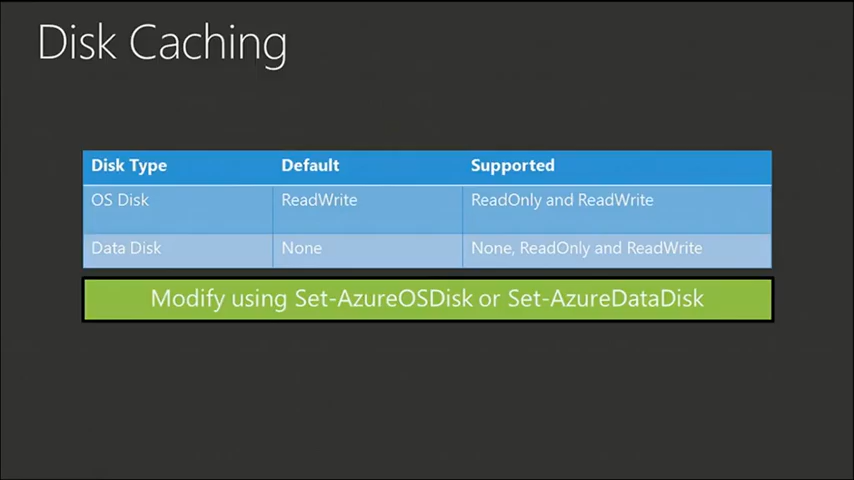 Disk Caching
Disk Type Default Supported
OS Disk ReadWrite ReadOnly and ReadWrite
Data Disk None None, ReadOnly and ReadWrite
Modify using Set-AzureOSDisk or Set-AzureDataDisk